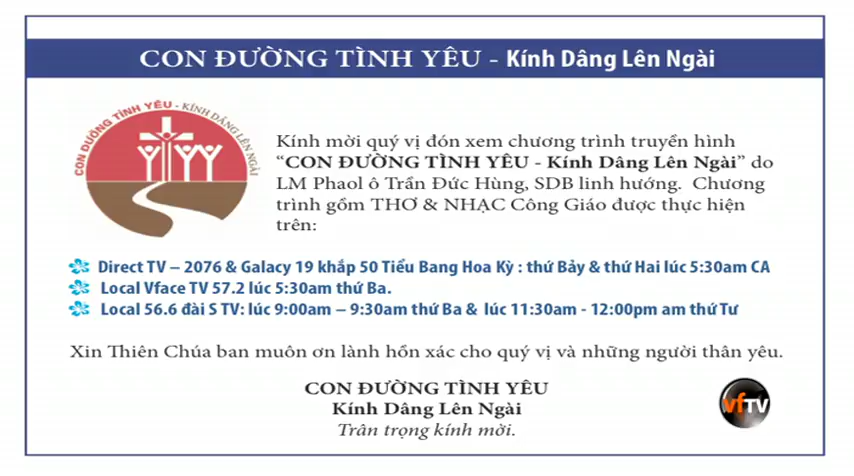 CON ĐƯỜNG TÌNH YÊU - Kính Dâng Lên Ngài
CON ĐƯỜNG TÌNH YÊU - KÍNH DÂNG LÊN NGÀI
Kính mời quý vị đón xem chương trình truyền hình
“CON ĐƯỜNG TÌNH YÊU - Kính Dâng Lên Ngài” do
LM Phaol ô Trần Đức Hùng, SDB linh hướng. Chương
trình gồm THƠ & NHẠC Công Giáo được thực hiện
trên:
Direct TV – 2076 & Galacy 19 khắp 50 Tiểu Bang Hoa Kỳ : thứ Bảy & thứ Hai lúc 5:30am CA
Local Vface TV 57.2 lúc 5:30am thứ Ba.
Local 56.6 đài S TV: lúc 9:00am – 9:30am thứ Ba & lúc 11:30am - 12:00pm am thứ Tư
Xin Thiên Chúa ban muôn ơn lành hồn xác cho quý vị và những người thân yêu.
CON ĐƯỜNG TÌNH YÊU
Kính Dâng Lên Ngài
Trân trọng kính mời.
vfTV